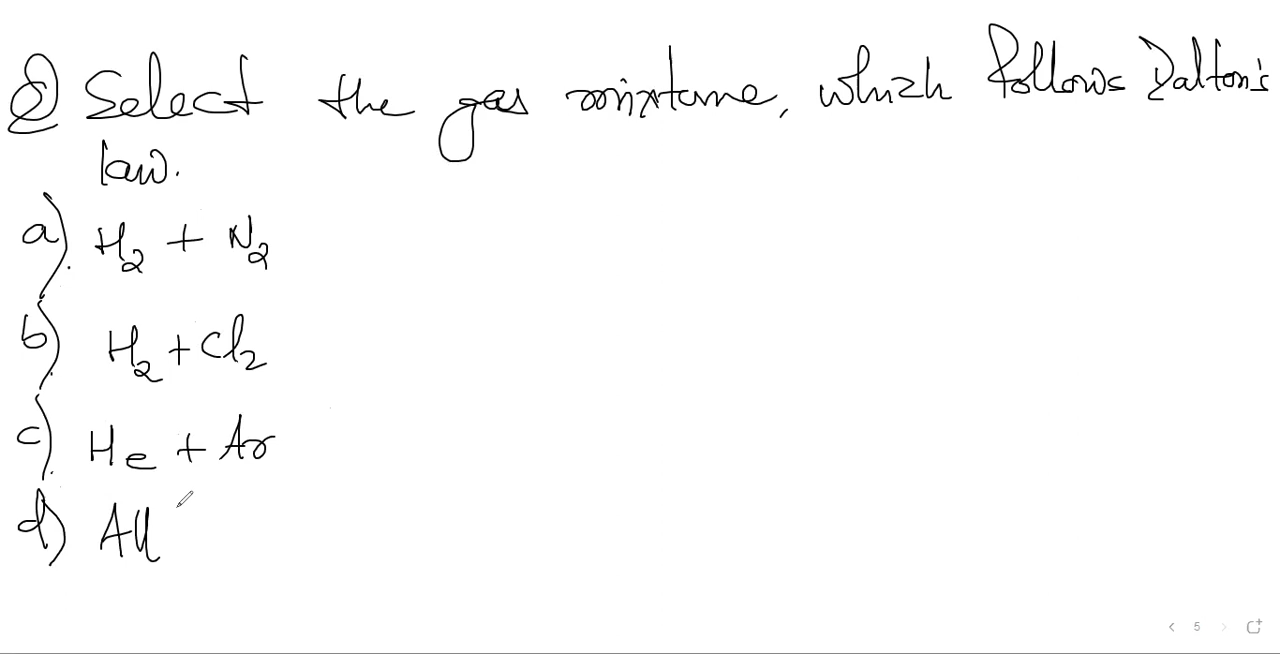 Q) Select the gas mixture, which follows Dalton's
law.
a) H₂ + N₂
b) H₂ + Cl₂
c) He + Ar
d) All
< 5 >